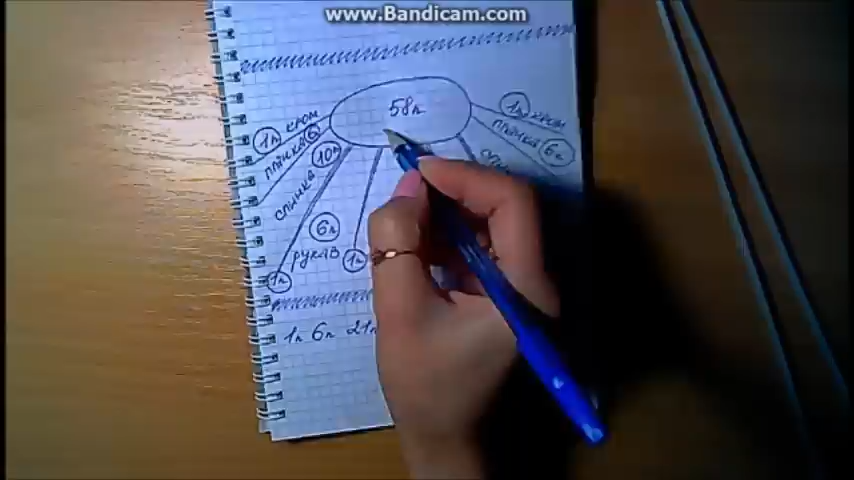 www.Bandicam.com
58п
1п кром
планка 6
спинка 10п
6п
рукав
1п
1п
1п кром
планка 6п
1п 6п 21п